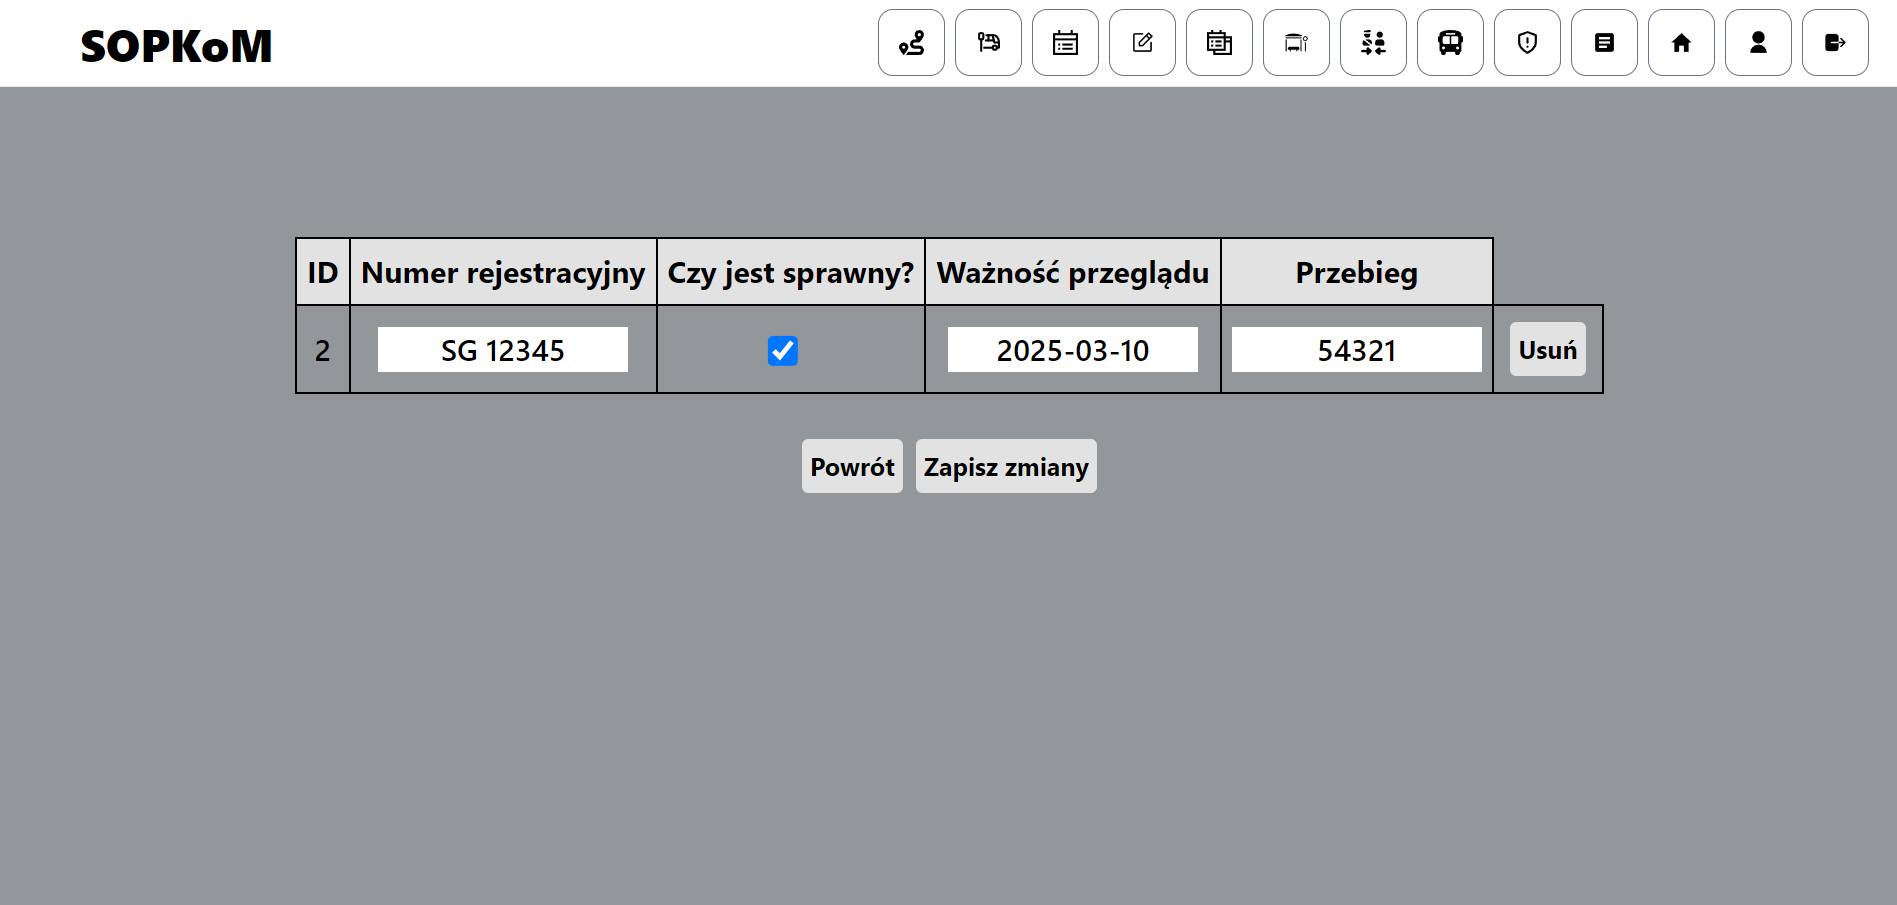 SOPKoM
ID Numer rejestracyjny Czy jest sprawny? Ważność przeglądu Przebieg
2 SG 12345 2025-03-10 54321 Usuń
Powrót Zapisz zmiany